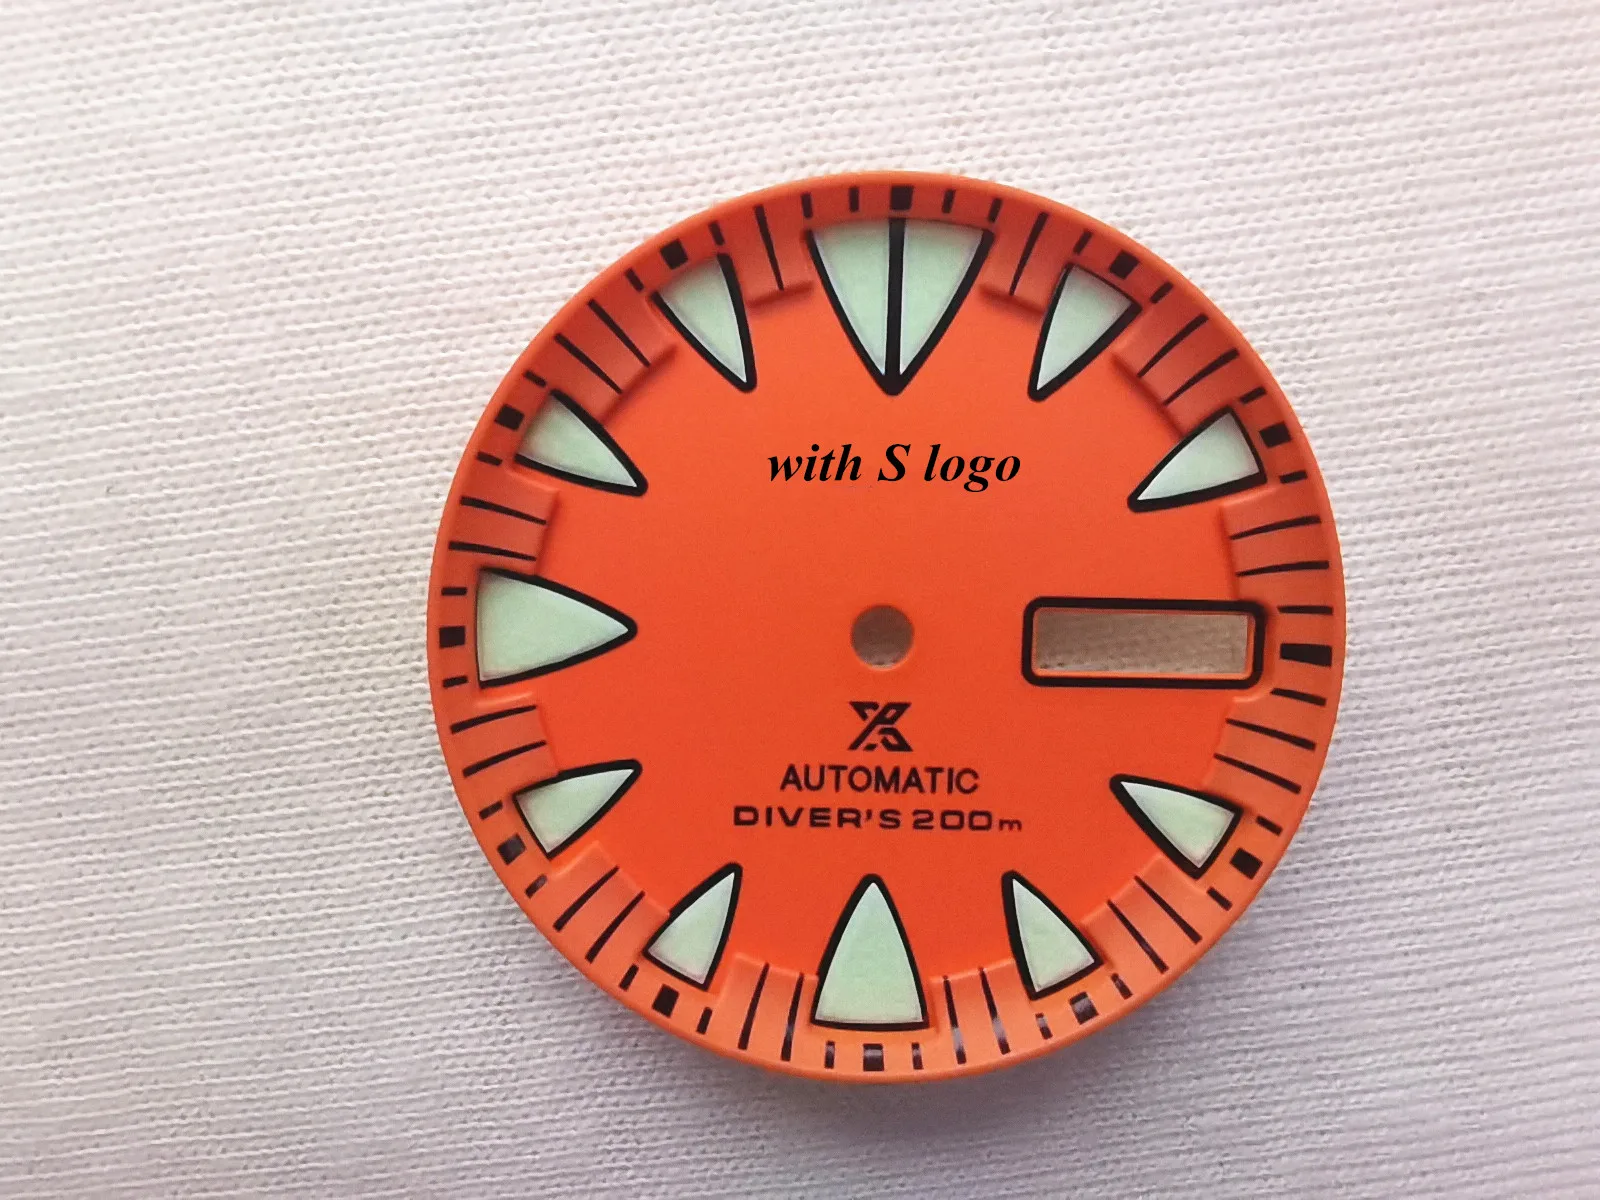 with S logo
AUTOMATIC
DIVER'S 200m